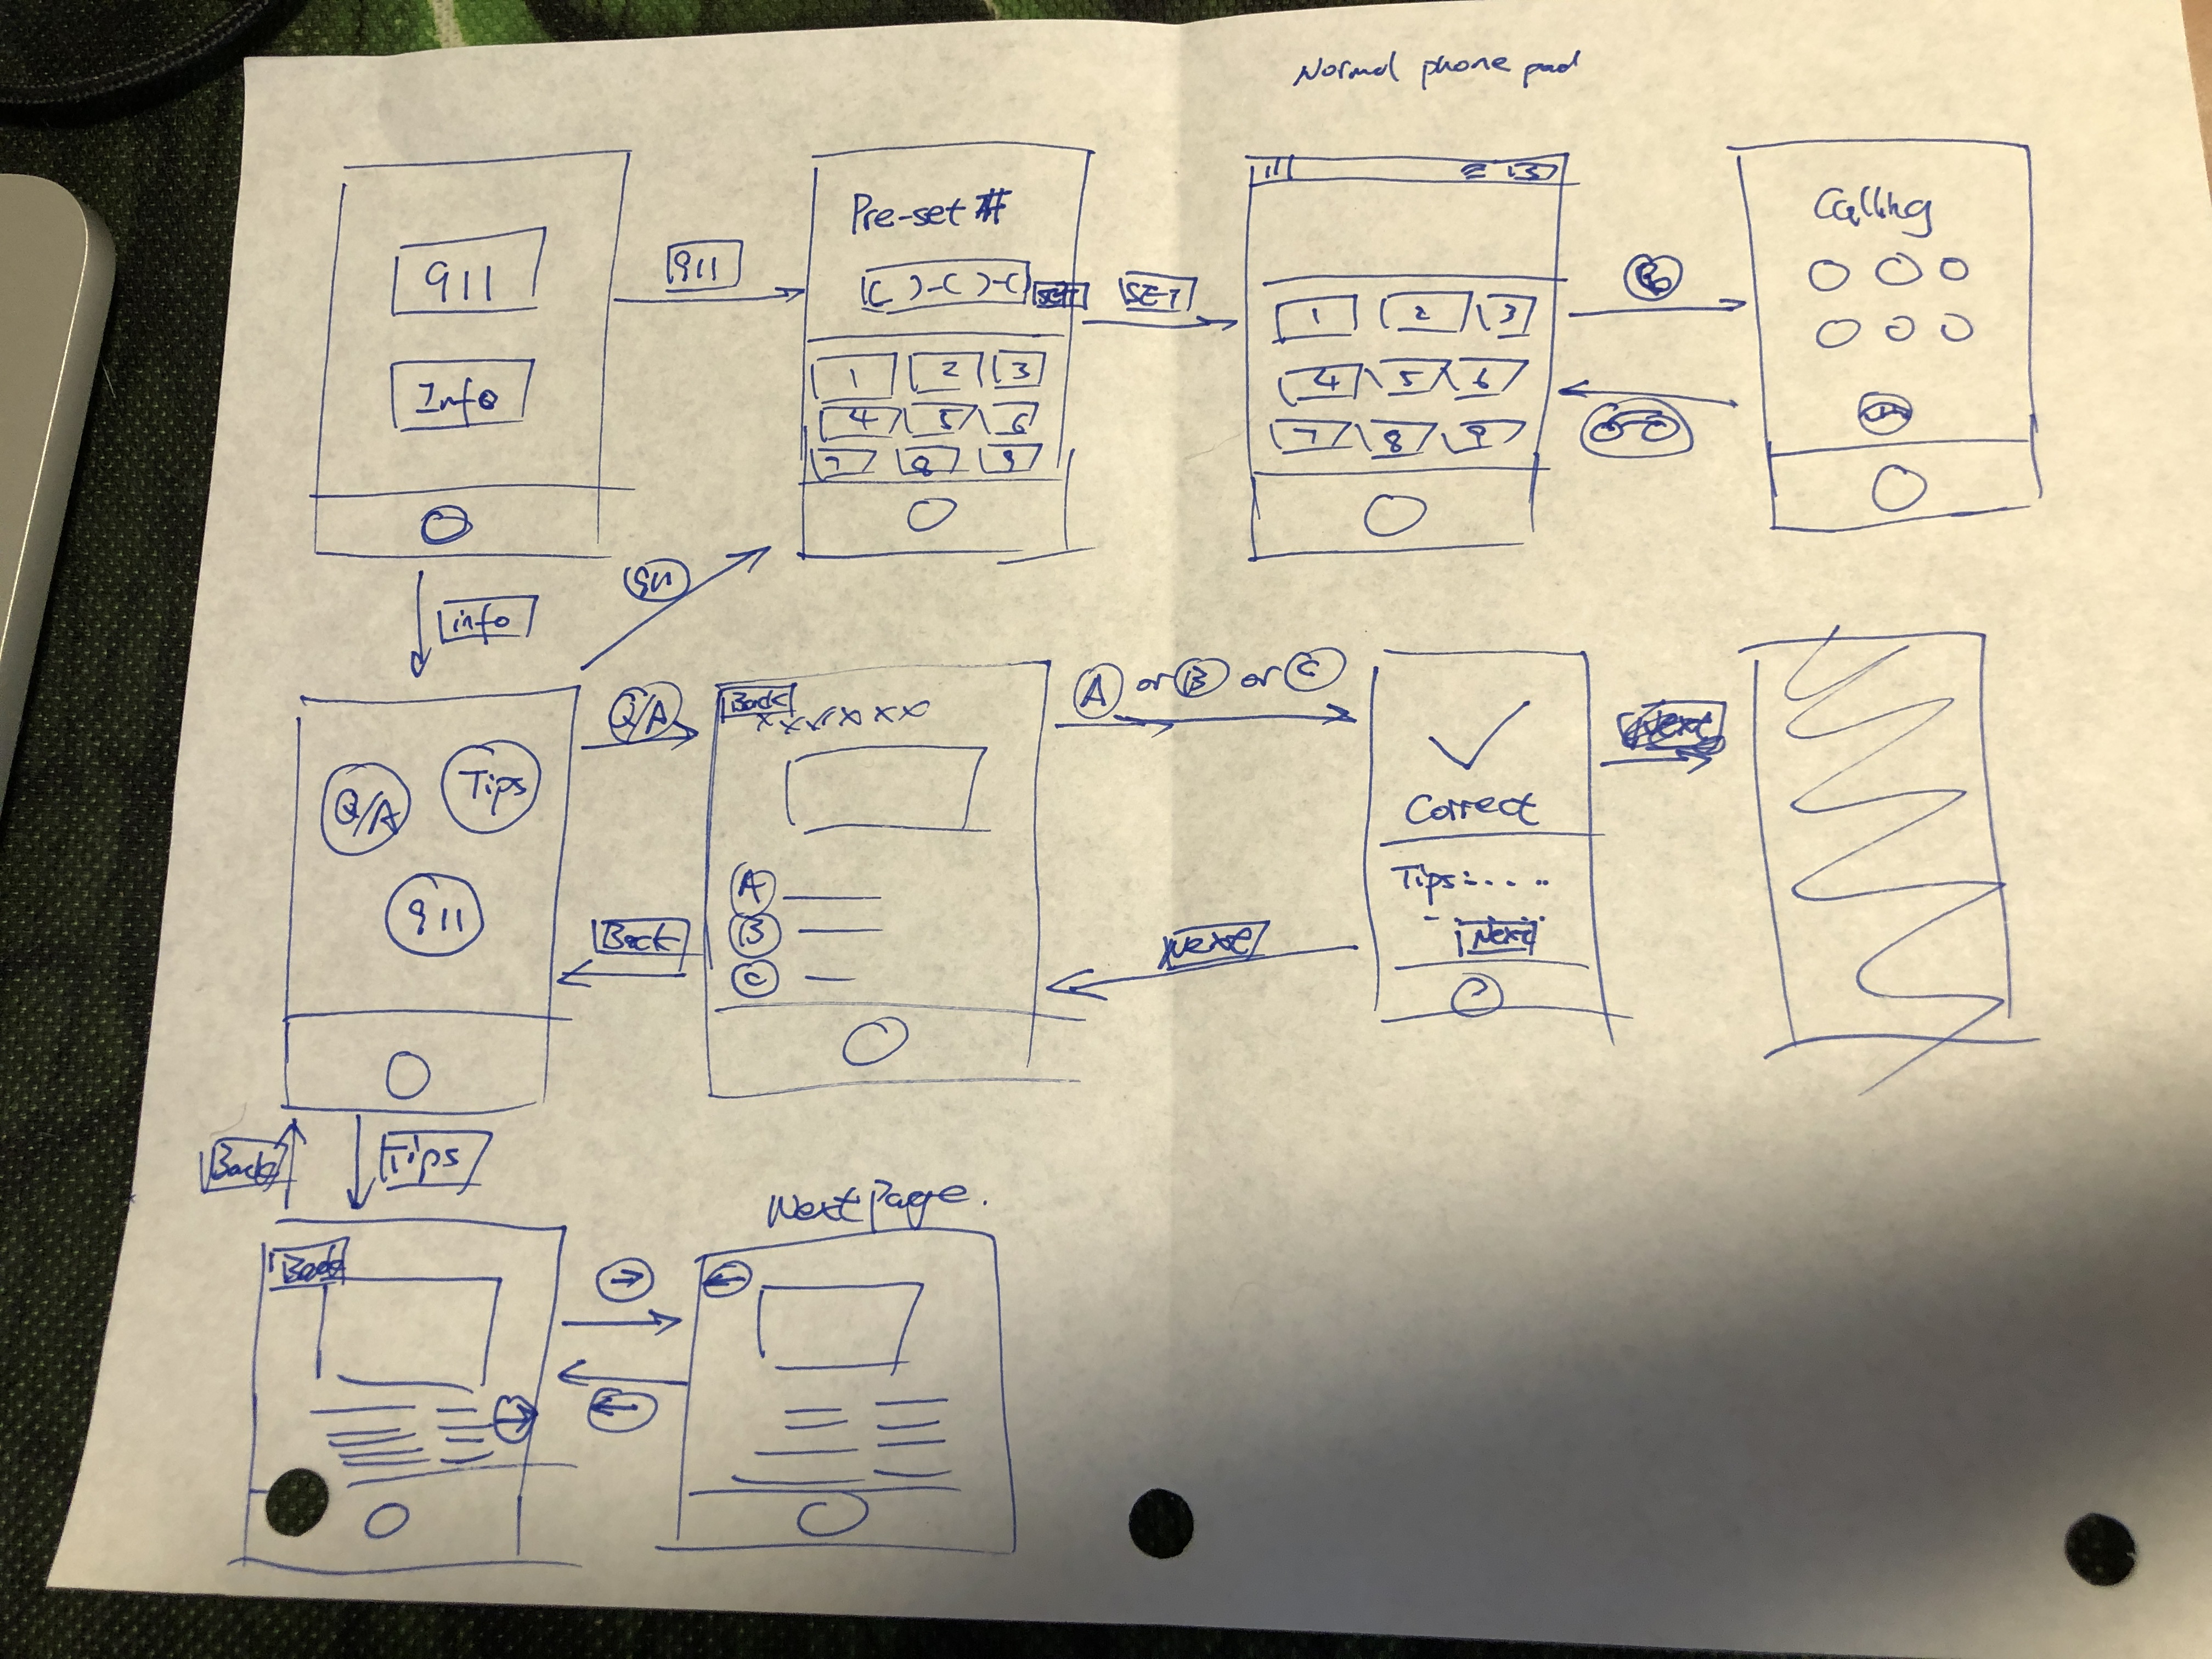 Normal phone pad
911
Info
911
Pre-set #
( ) - ( ) - (
set
1 2 3
4 5 6
7 8 9
set
1 2 3
4 5 6
7 8 9
Calling
info
911
Q/A
Tips
911
Q/A
Back
Back
x x x x x x
A
B
C
A or B or C
Next
Correct
Tips: . . . .
Next
Next
Back
Tips
Back
Next Page.